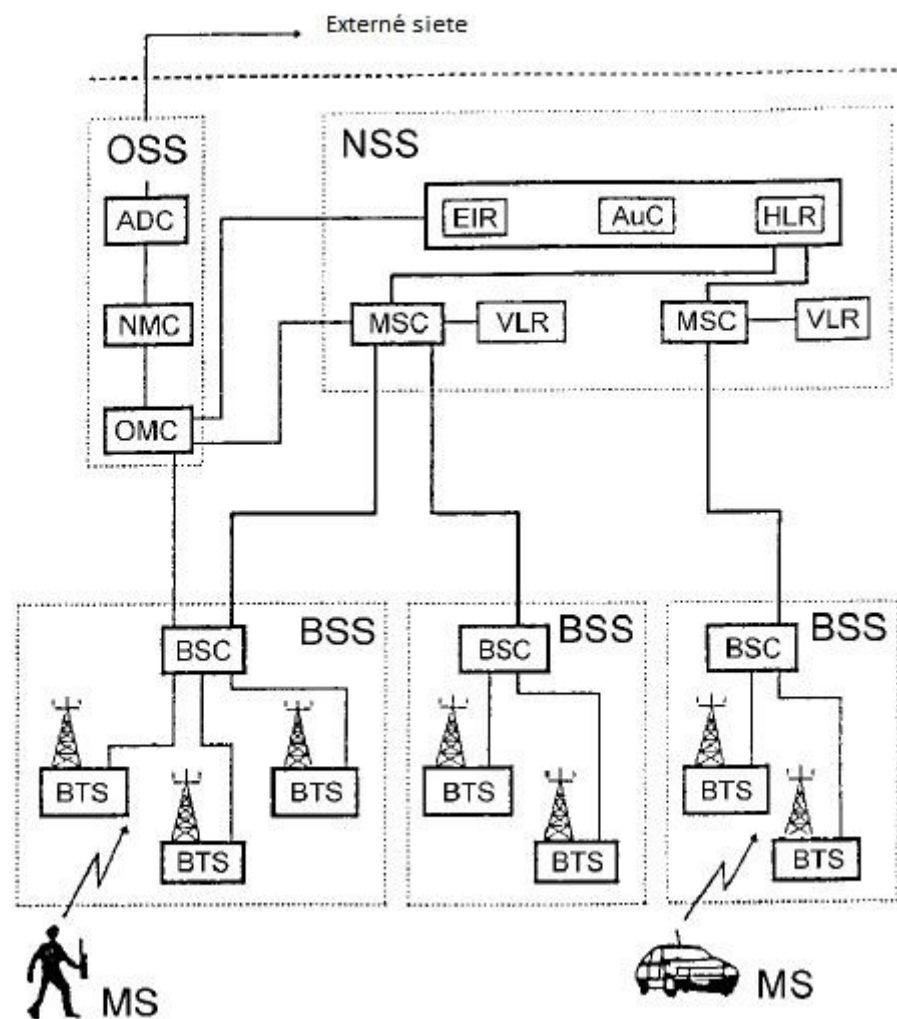 Externé siete
OSS
NSS
ADC
EIR
AuC
HLR
NMC
MSC
VLR
MSC
VLR
OMC
BSS
BSC
BSS
BSC
BSS
BSC
BTS
BTS
BTS
BTS
BTS
BTS
BTS
MS
MS